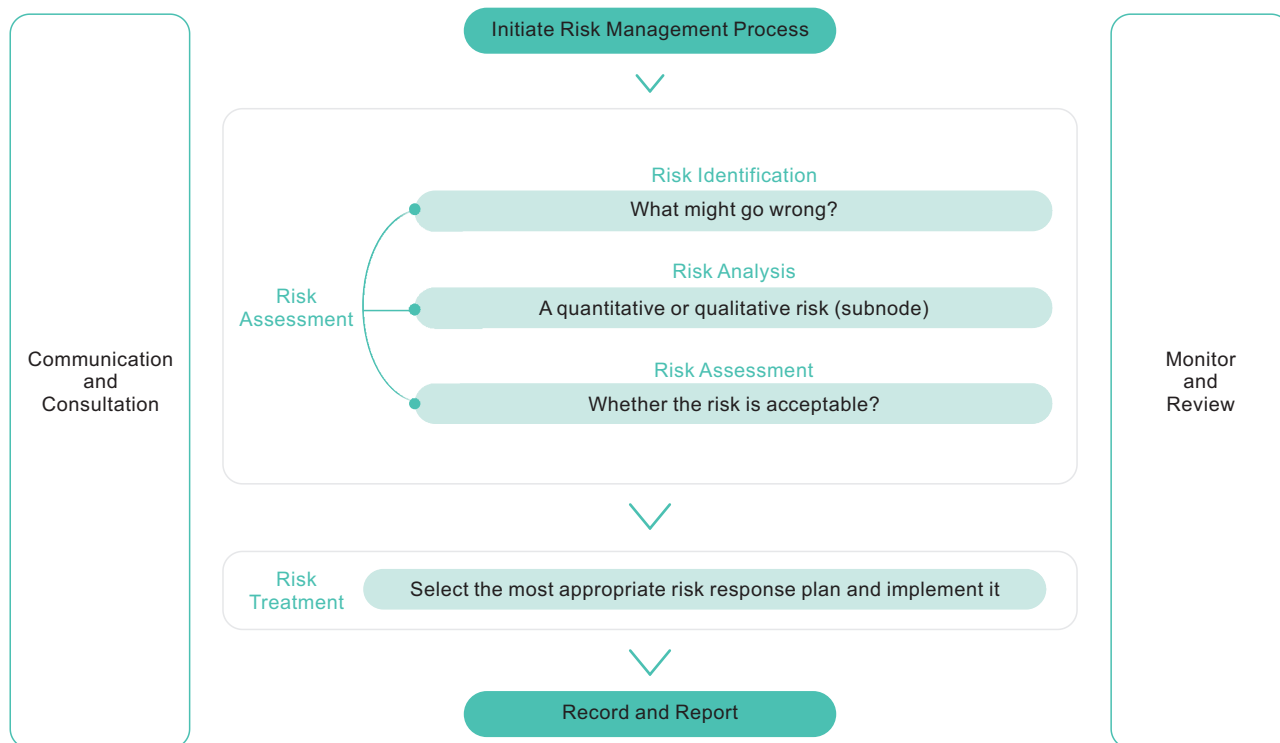 Initiate Risk Management Process
Communication
and
Consultation
Risk
Assessment
Risk Identification
What might go wrong?
Risk Analysis
A quantitative or qualitative risk (subnode)
Risk Assessment
Whether the risk is acceptable?
Risk
Treatment
Select the most appropriate risk response plan and implement it
Record and Report
Monitor
and
Review